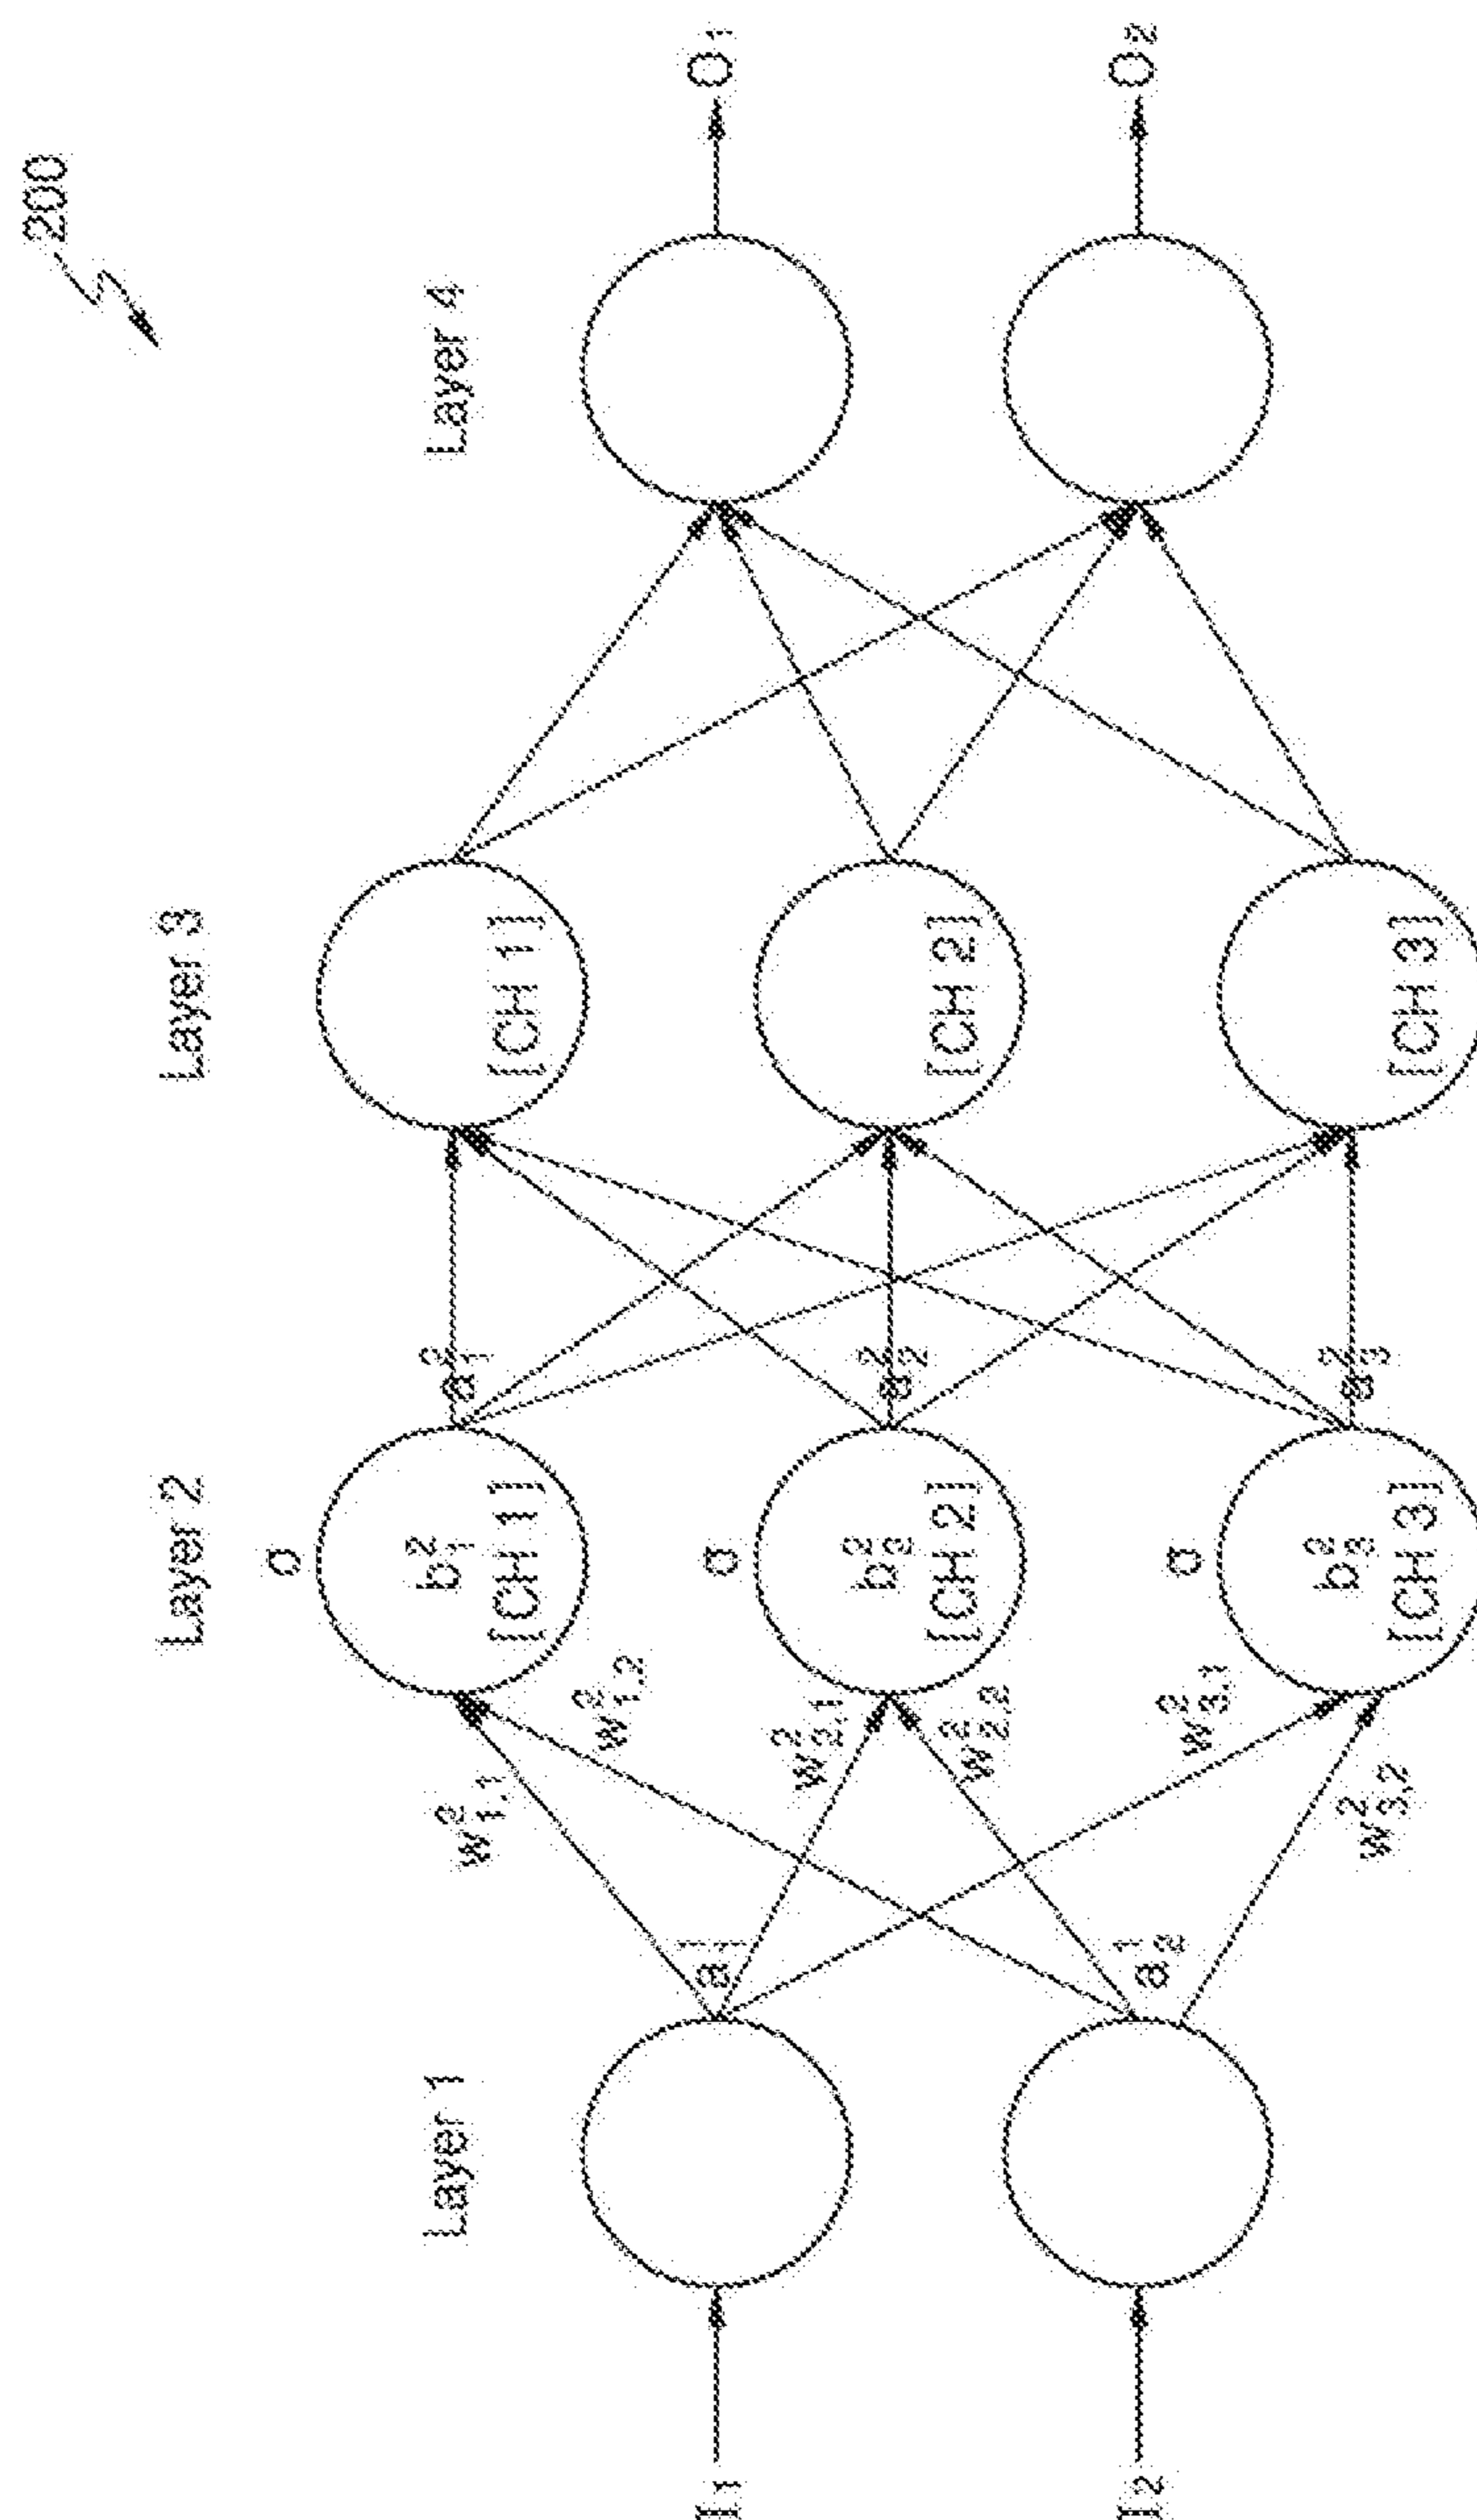 200
Layer 1
Layer 2
Layer 3
Layer 4
I₁
I₂
a¹₁
a¹₂
w²₁,₁
w²₁,₂
w²₂,₁
w²₂,₂
w²₃,₁
w²₃,₂
σ
b²₁
[CH 1]
σ
b²₂
[CH 2]
σ
b²₃
[CH 3]
a²₁
a²₂
a²₃
[CH 1]
[CH 2]
[CH 3]
O₁
O₂